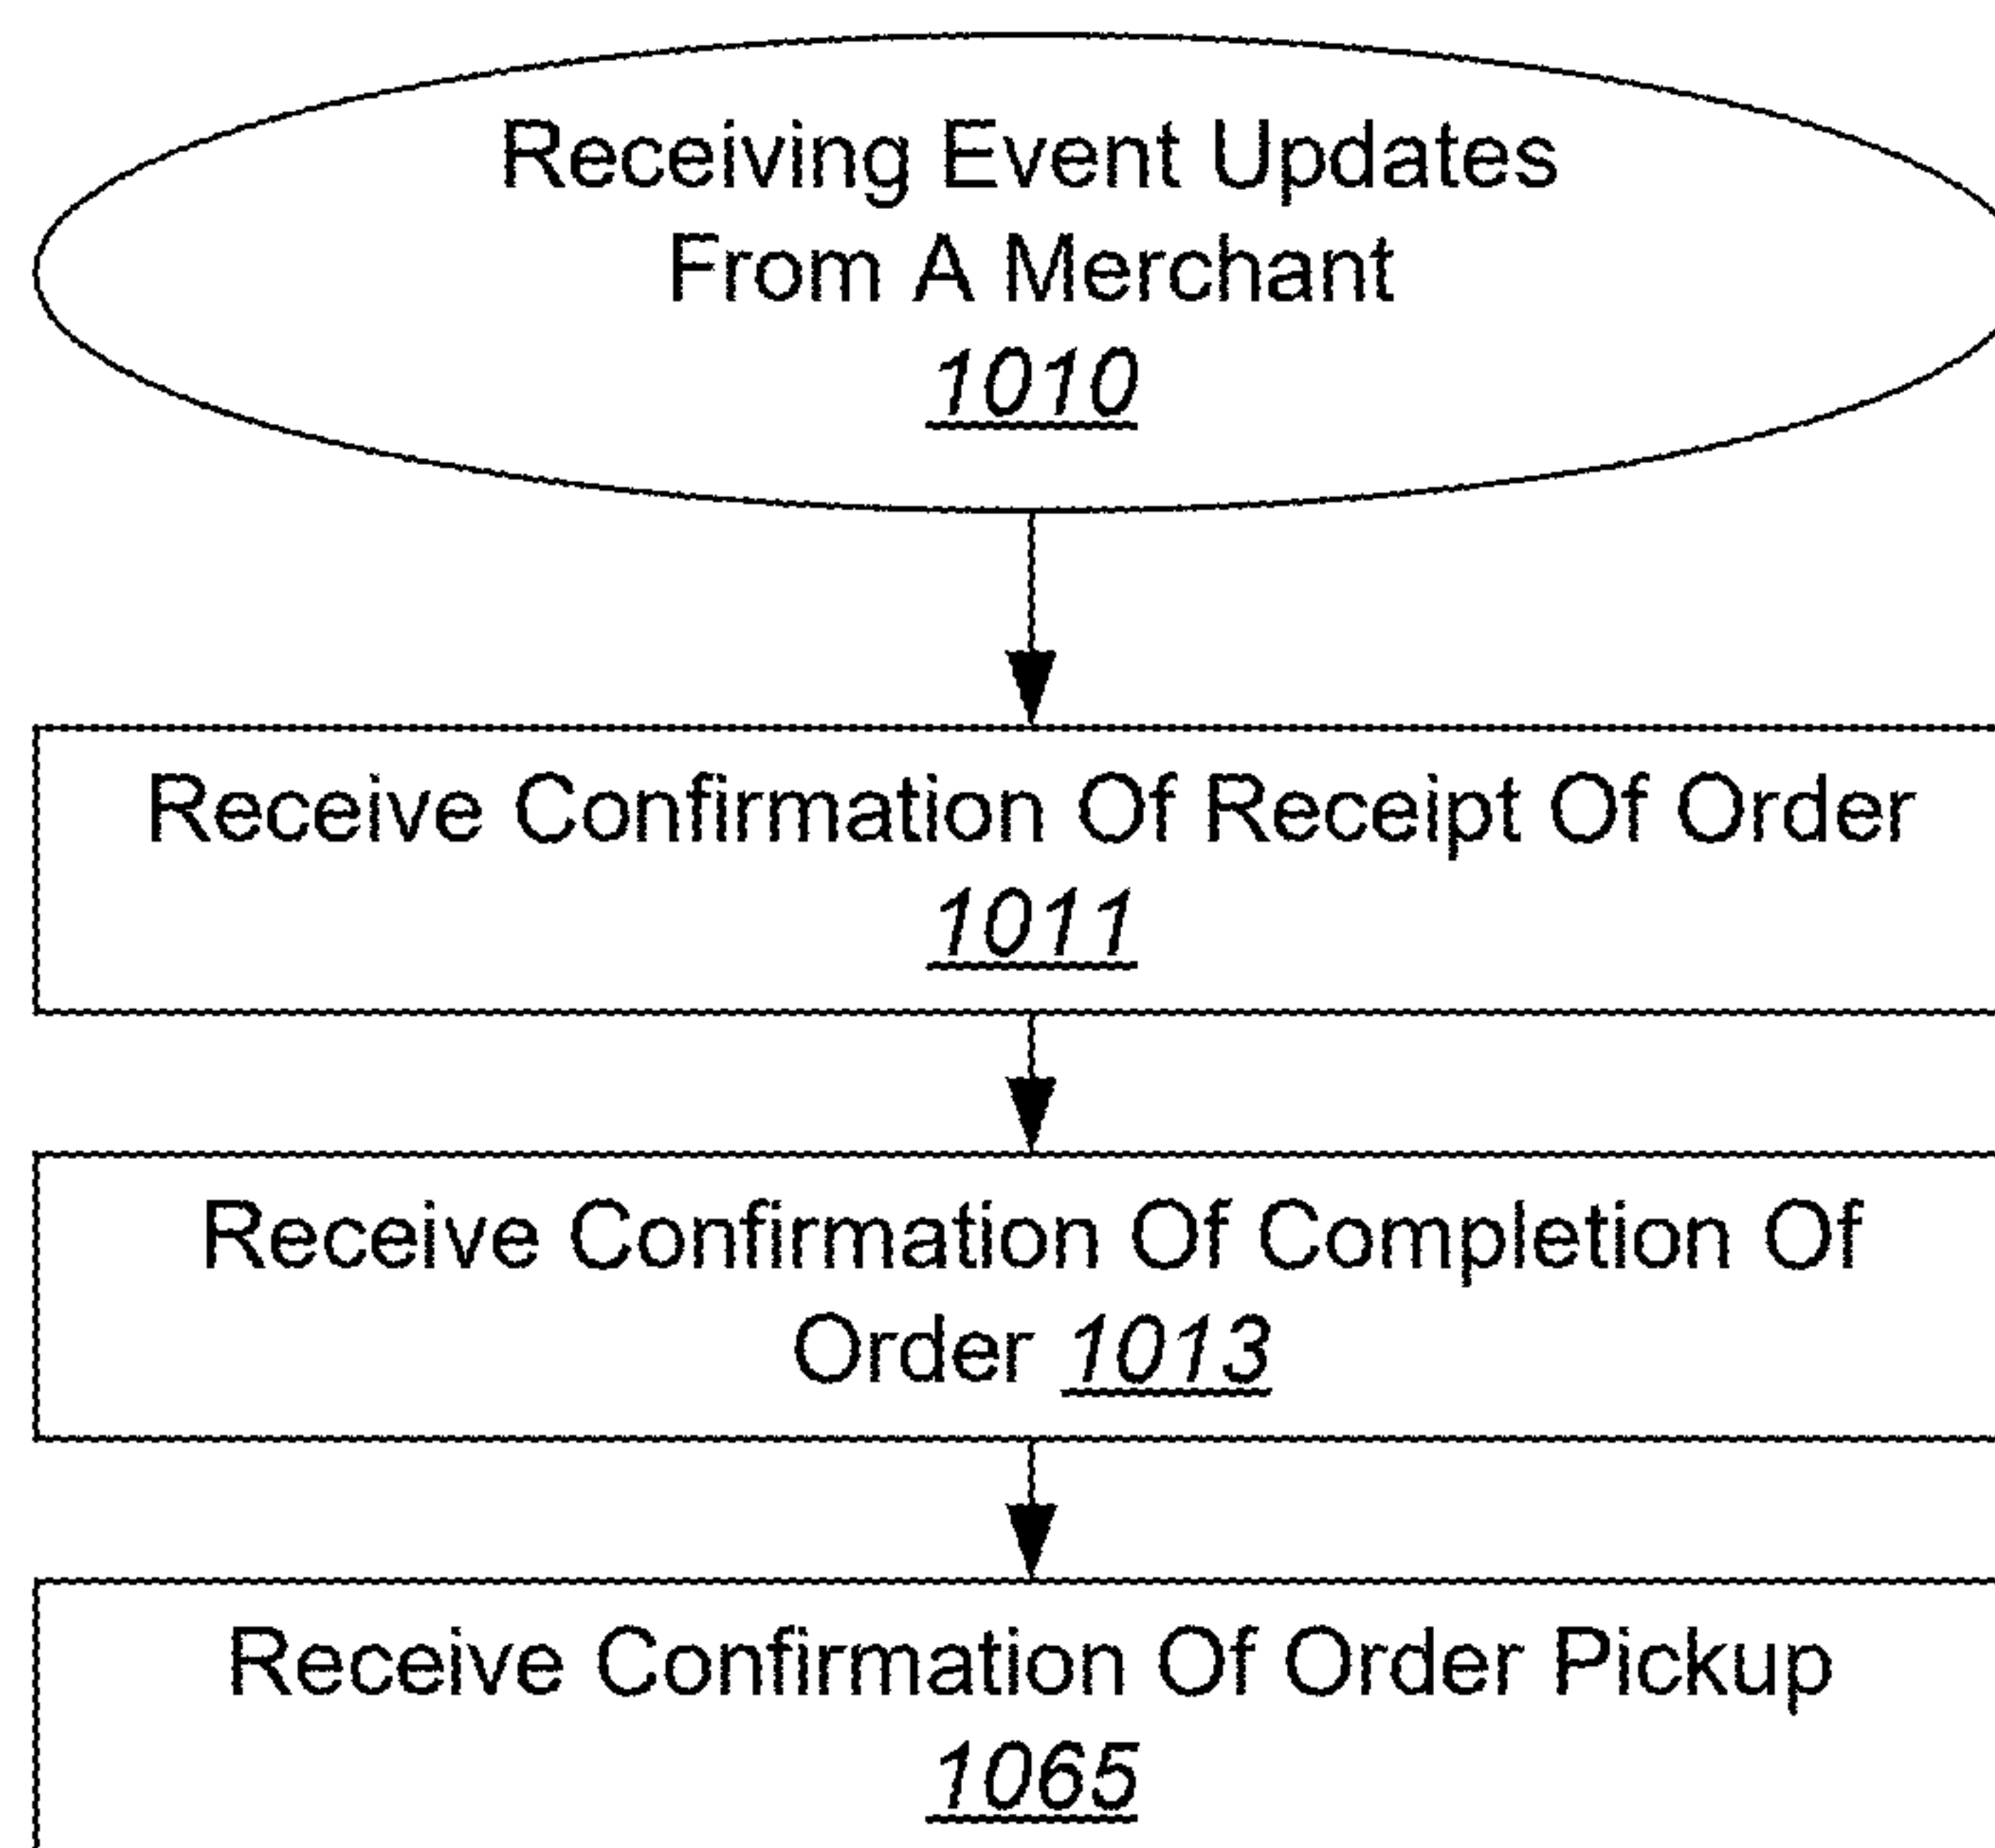 Receiving Event Updates
From A Merchant
1010
Receive Confirmation Of Receipt Of Order
1011
Receive Confirmation Of Completion Of
Order 1013
Receive Confirmation Of Order Pickup
1065